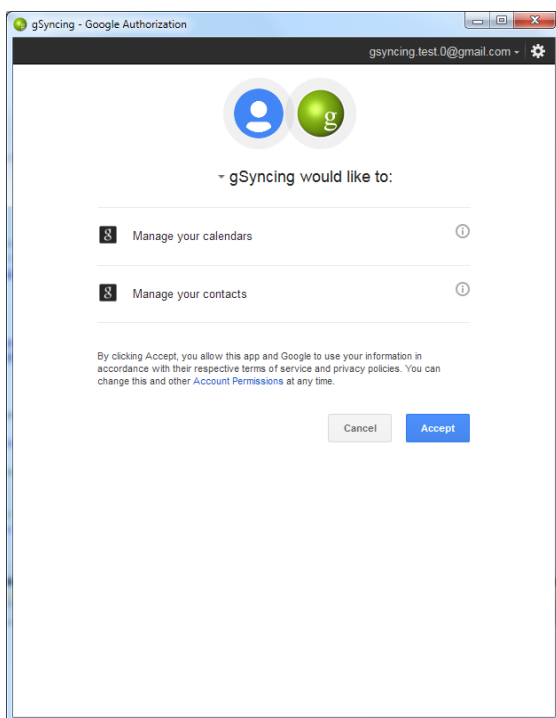 gSyncing - Google Authorization
gsyncing.test.0@gmail.com
g
gSyncing would like to:
8 Manage your calendars
8 Manage your contacts
By clicking Accept, you allow this app and Google to use your information in
accordance with their respective terms of service and privacy policies. You can
change this and other Account Permissions at any time.
Cancel Accept